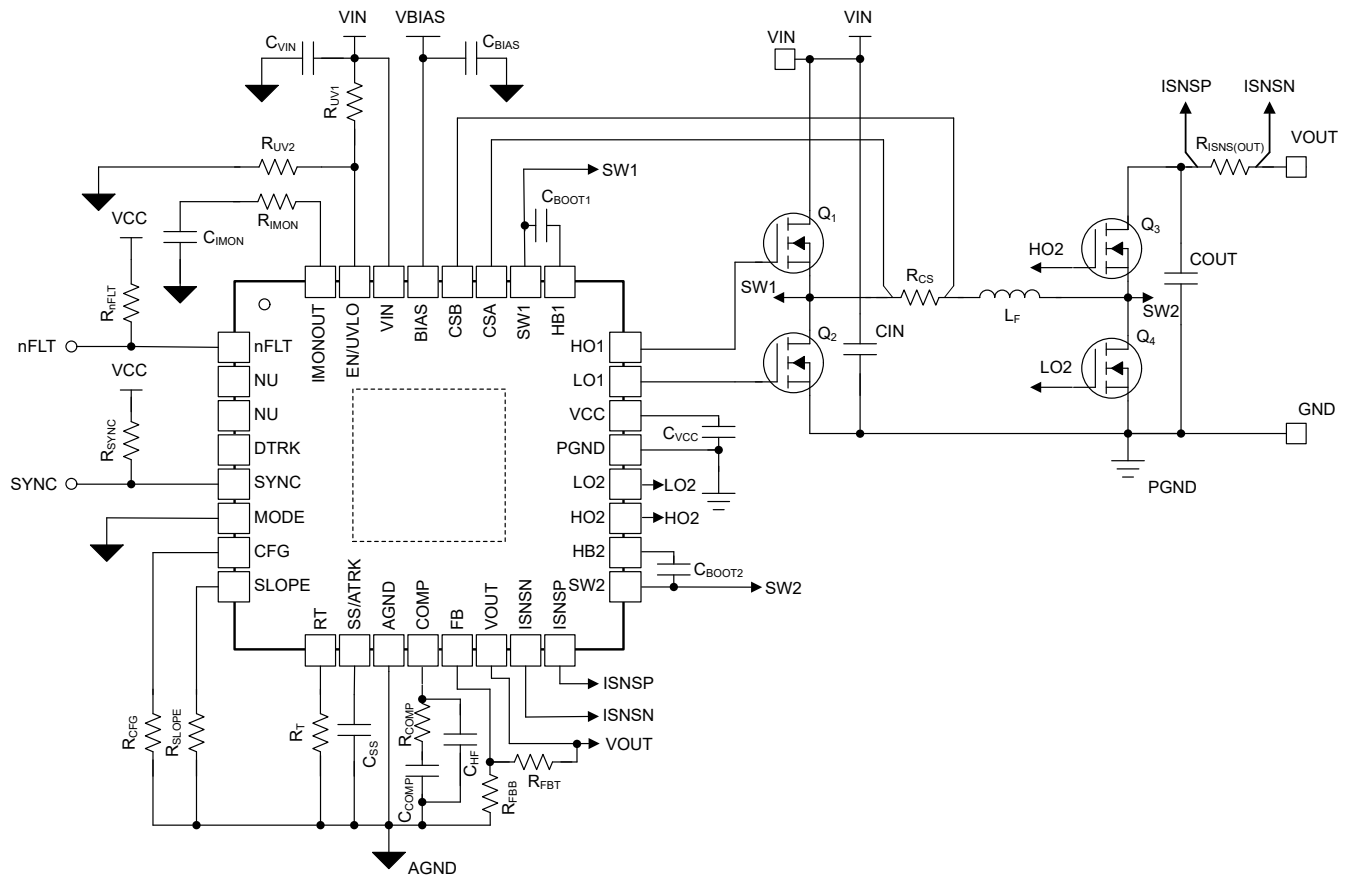 VIN
VBIAS
CVIN
CBIAS
RUV1
RUV2
RIMON
CIMON
VCC
RnFLT
nFLT
VCC
RSYNC
SYNC
SW1
CBOOT1
IMONOUT
EN/UVLO
VIN
BIAS
CSB
CSA
SW1
HB1
nFLT
NU
NU
DTRK
SYNC
MODE
CFG
SLOPE
HO1
LO1
VCC
PGND
LO2
HO2
HB2
SW2
RT
SS/ATRK
AGND
COMP
FB
VOUT
ISNSN
ISNSP
CVCC
LO2
HO2
CBOOT2
SW2
ISNSP
ISNSN
VOUT
RCFG
RSLOPE
RT
CSS
RCOMP
CCOMP
CHF
RFBB
RFBT
AGND
VIN
VIN
Q1
SW1
Q2
RCS
CIN
LF
ISNSP
ISNSN
RISNS(OUT)
VOUT
Q3
HO2
COUT
SW2
Q4
LO2
GND
PGND